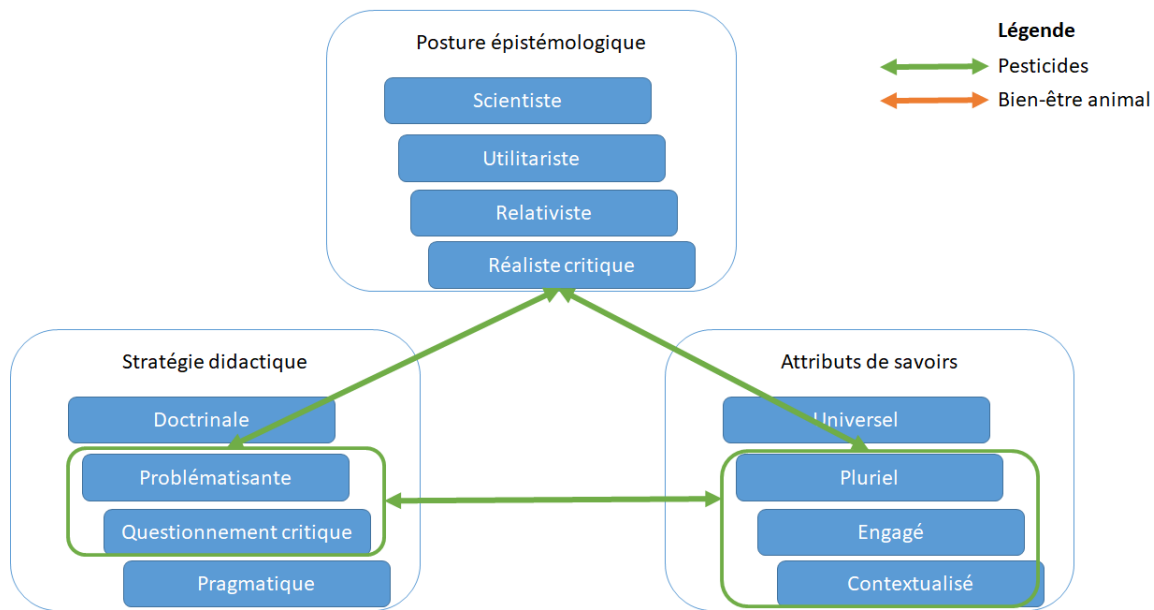 Posture épistémologique
Scientiste
Utilitariste
Relativiste
Réaliste critique
Légende
Pesticides
Bien-être animal
Stratégie didactique
Doctrinale
Problématisante
Questionnement critique
Pragmatique
Attributs de savoirs
Universel
Pluriel
Engagé
Contextualisé